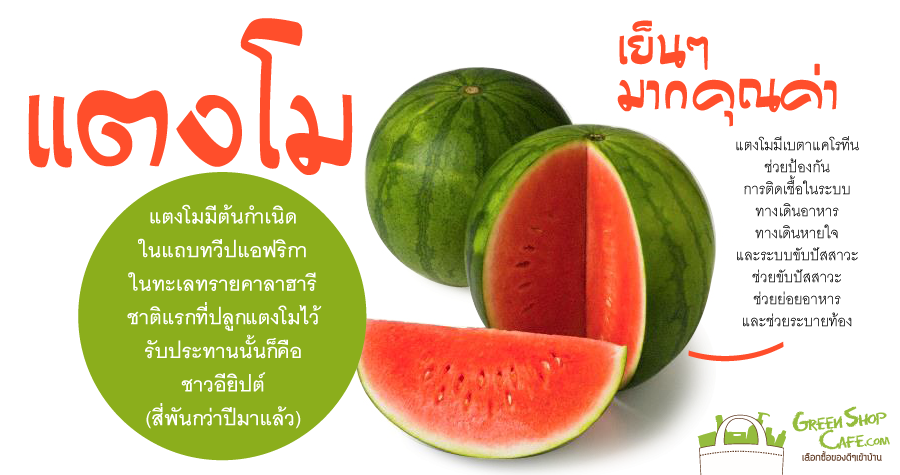 แตงโม
เย็นๆ
มากคุณค่า
แตงโมมีต้นกำเนิด
ในแถบทวีปแอฟริกา
ในทะเลทรายคาลาฮารี
ชาติแรกที่ปลูกแตงโมไว้
รับประทานนั้นก็คือ
ชาวอียิปต์
(สี่พันกว่าปีมาแล้ว)
แตงโมมีเบตาแคโรทีน
ช่วยป้องกัน
การติดเชื้อในระบบ
ทางเดินอาหาร
ทางเดินหายใจ
และระบบขับปัสสาวะ
ช่วยขับปัสสาวะ
ช่วยย่อยอาหาร
และช่วยระบายท้อง
GREEN SHOP
CAFE.COM
เลือกซื้อของดีๆเข้าบ้าน